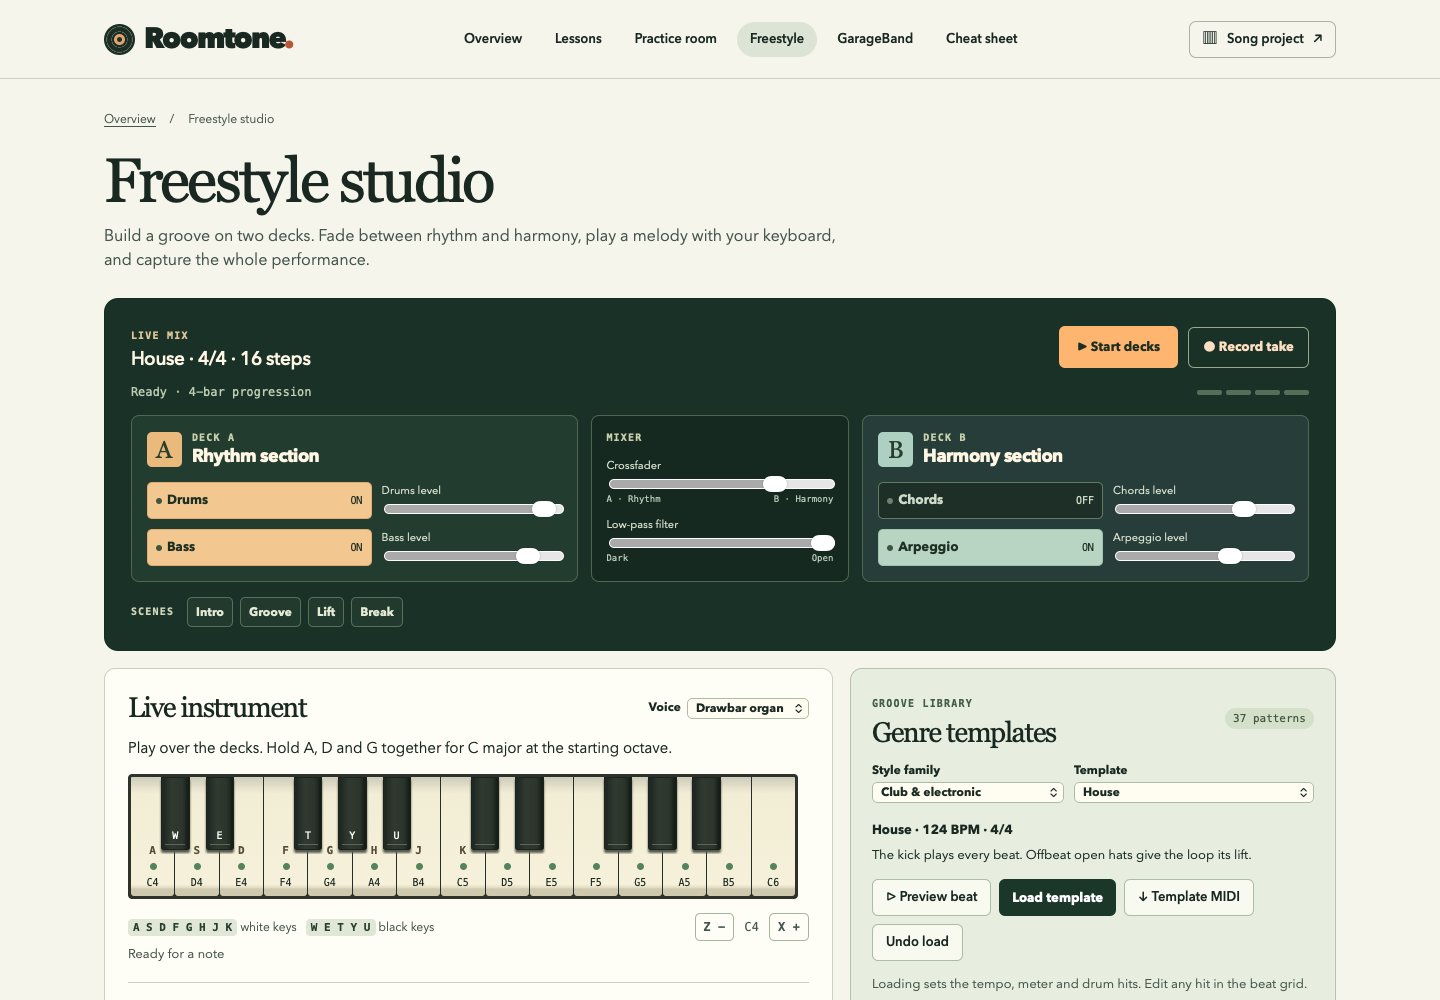 Roomtone.
Overview
Lessons
Practice room
Freestyle
GarageBand
Cheat sheet
Song project ↗
Overview / Freestyle studio
Freestyle studio
Build a groove on two decks. Fade between rhythm and harmony, play a melody with your keyboard,
and capture the whole performance.
LIVE MIX
House · 4/4 · 16 steps
Start decks
Record take
Ready · 4-bar progression
A
DECK A
Rhythm section
Drums ON
Drums level
Bass ON
Bass level
MIXER
Crossfader
A · Rhythm
B · Harmony
Low-pass filter
Dark
Open
B
DECK B
Harmony section
Chords OFF
Chords level
Arpeggio ON
Arpeggio level
SCENES
Intro
Groove
Lift
Break
Live instrument
Voice
Drawbar organ
Play over the decks. Hold A, D and G together for C major at the starting octave.
W E T Y U
A S D F G H J K
C4 D4 E4 F4 G4 A4 B4 C5 D5 E5 F5 G5 A5 B5 C6
A S D F G H J K white keys W E T Y U black keys
Z −
C4
X +
Ready for a note
GROOVE LIBRARY
Genre templates
37 patterns
Style family
Template
Club & electronic
House
House · 124 BPM · 4/4
The kick plays every beat. Offbeat open hats give the loop its lift.
Preview beat
Load template
↓ Template MIDI
Undo load
Loading sets the tempo, meter and drum hits. Edit any hit in the beat grid.